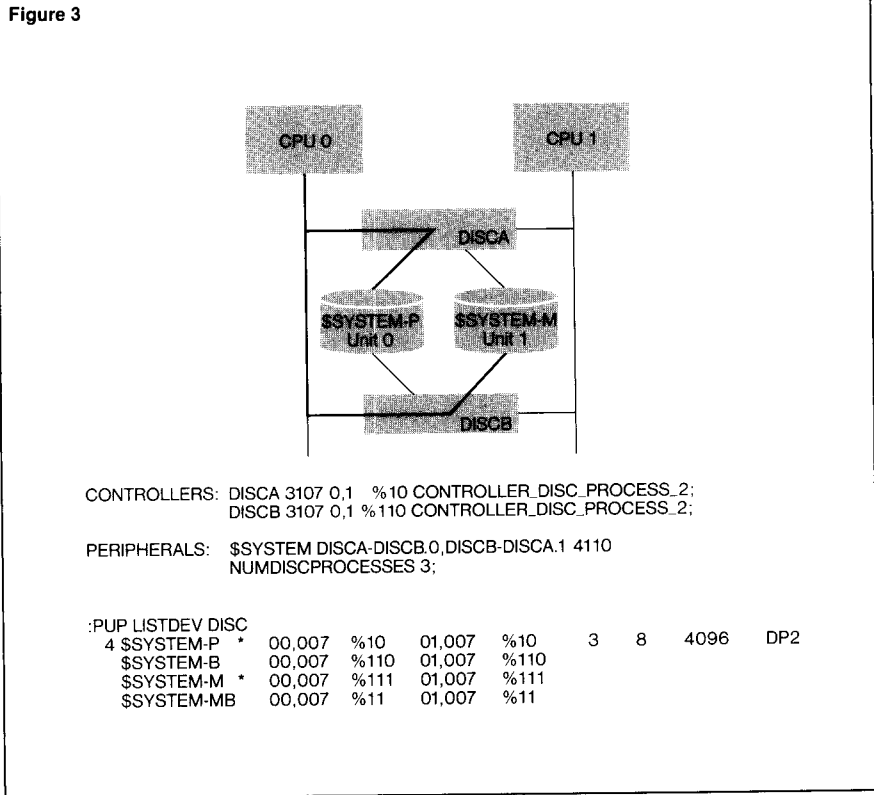 Figure 3
CPU 0
CPU 1
DISCA
$SYSTEM-P
Unit 0
$SYSTEM-M
Unit 1
DISCB
CONTROLLERS: DISCA 3107 0,1 %10 CONTROLLER_DISC_PROCESS_2;
DISCB 3107 0,1 %110 CONTROLLER_DISC_PROCESS_2;
PERIPHERALS: $SYSTEM DISCA-DISCB.0,DISCB-DISCA.1 4110
NUMDISCPROCESSES 3;
:PUP LISTDEV DISC
4 $SYSTEM-P * 00,007 %10 01,007 %10 3 8 4096 DP2
$SYSTEM-B 00,007 %110 01,007 %110
$SYSTEM-M * 00,007 %111 01,007 %111
$SYSTEM-MB 00,007 %11 01,007 %11